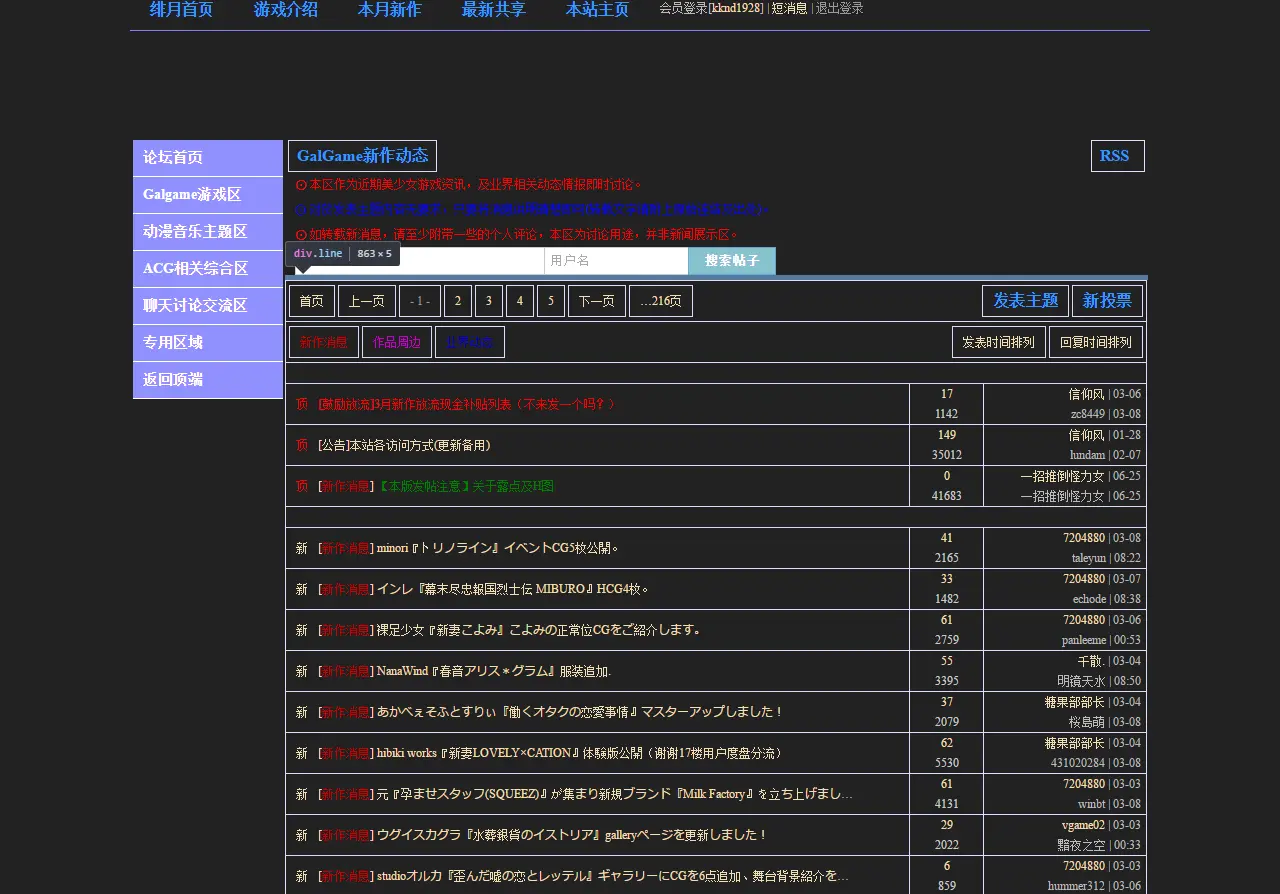 绯月首页 游戏介绍 本月新作 最新共享 本站主页 会员登录[kknd1928] | 短消息 | 退出登录
论坛首页
Galgame游戏区
动漫音乐主题区
ACG相关综合区
聊天讨论交流区
专用区域
返回顶端
GalGame新作动态 RSS
⊙ 本区作为近期美少女游戏资讯，及业界相关动态情报即时讨论。
⊙ 如转载新消息，请至少附带一些的个人评论，本区为讨论用途，并非新闻展示区。
div.line | 863 × 5
用户名 搜索帖子
首页 上一页 - 1 - 2 3 4 5 下一页 ...216页 发表主题 新投票
新作消息 作品周边 业界动态 发表时间排列 回复时间排列
顶 [鼓励放流]3月新作放流现金补贴列表（不来发一个吗？） 17 信仰风 | 03-06
1142 zc8449 | 03-08
顶 [公告]本站各访问方式(更新备用) 149 信仰风 | 01-28
35012 lundam | 02-07
顶 [新作消息] 【本版发帖注意】关于露点及H图 0 一招推倒怪力女 | 06-25
41683 一招推倒怪力女 | 06-25
新 [新作消息] minori『トリノライン』イベントCG5枚公開。 41 7204880 | 03-08
2165 taleyun | 08:22
新 [新作消息] インレ『幕末尽忠報国烈士伝 MIBURO』HCG4枚。 33 7204880 | 03-07
1482 echode | 08:38
新 [新作消息] 裸足少女『新妻こよみ』こよみの正常位CGをご紹介します。 61 7204880 | 03-06
2759 panleeme | 00:53
新 [新作消息] NanaWind『春音アリス＊グラム』服装追加. 55 千散. | 03-04
3395 明镜天水 | 08:50
新 [新作消息] あかべぇそふとすりぃ『働くオタクの恋愛事情』マスターアップしました！ 37 糖果部部长 | 03-04
2079 桜島萌 | 03-08
新 [新作消息] hibiki works『新妻LOVELY×CATION』体験版公開（谢谢17楼用户度盘分流） 62 糖果部部长 | 03-04
5530 431020284 | 03-08
新 [新作消息] 元『孕ませスタッフ(SQUEEZ)』が集まり新規ブランド『Milk Factory』を立ち上げまし… 61 7204880 | 03-03
4131 winbt | 03-08
新 [新作消息] ウグイスカグラ『水葬銀貨のイストリア』galleryページを更新しました！ 29 vgame02 | 03-03
2022 黯夜之空 | 00:33
新 [新作消息] studioオルカ『歪んだ嘘の恋とレッテル』ギャラリーにCGを6点追加、舞台背景紹介を… 6 7204880 | 03-03
859 hummer312 | 03-06